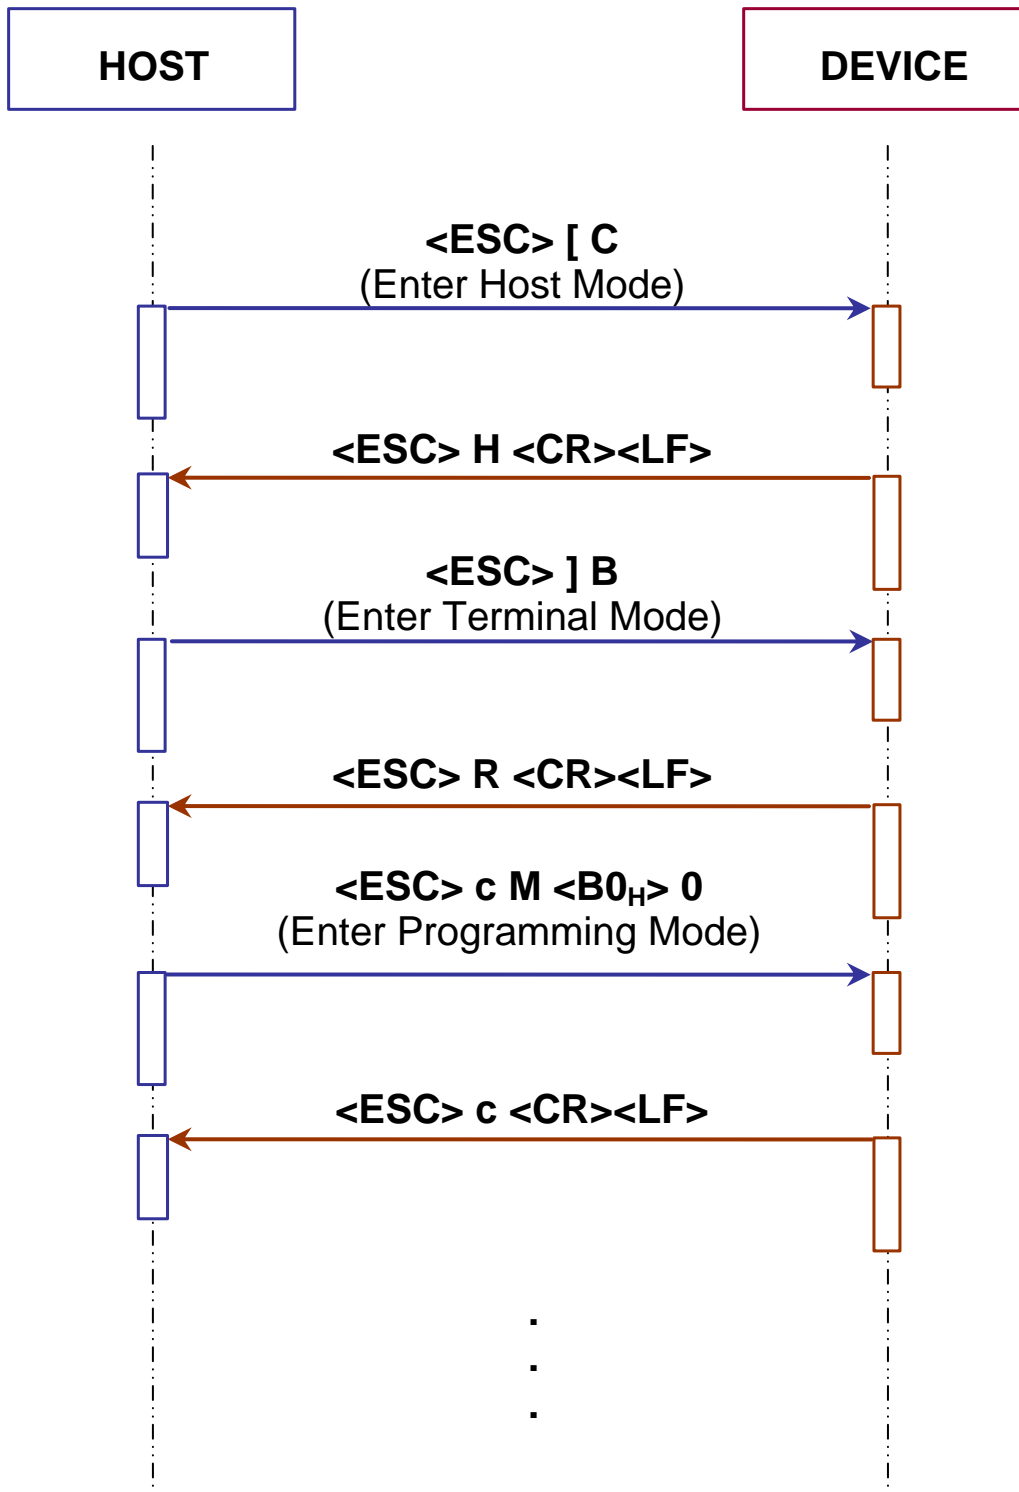 HOST
DEVICE
<ESC> [ C
(Enter Host Mode)
<ESC> H <CR><LF>
<ESC> ] B
(Enter Terminal Mode)
<ESC> R <CR><LF>
<ESC> c M <B0H> 0
(Enter Programming Mode)
<ESC> c <CR><LF>
.
.
.